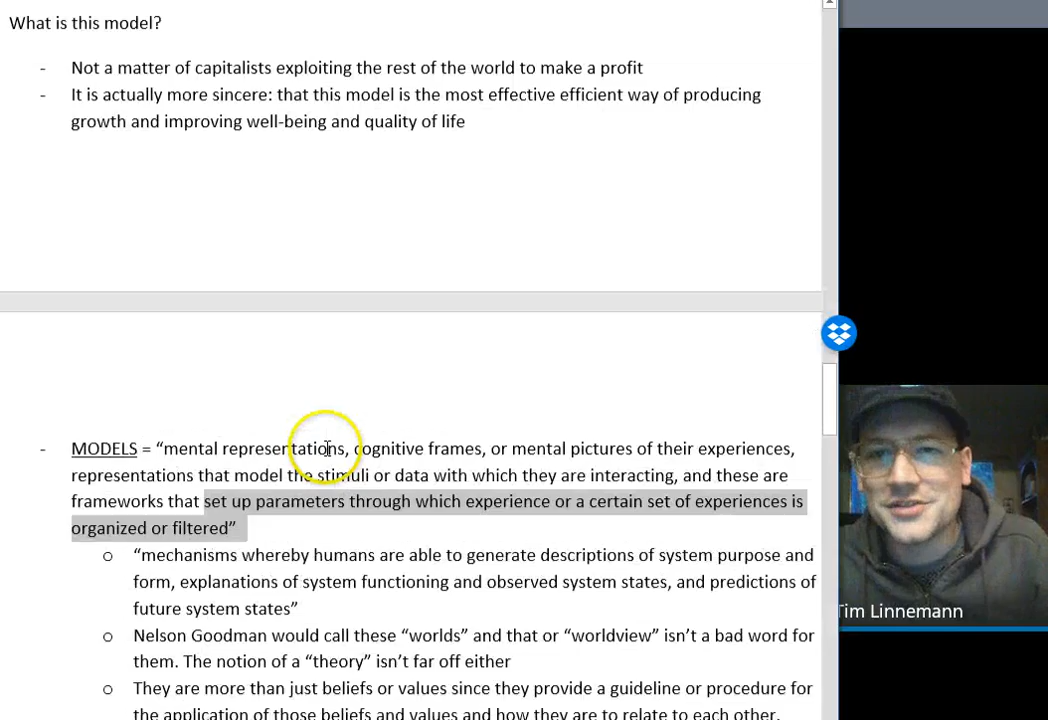 What is this model?
- Not a matter of capitalists exploiting the rest of the world to make a profit
- It is actually more sincere: that this model is the most effective efficient way of producing
growth and improving well-being and quality of life
- MODELS = “mental representations, cognitive frames, or mental pictures of their experiences,
representations that model the stimuli or data with which they are interacting, and these are
frameworks that set up parameters through which experience or a certain set of experiences is
organized or filtered”
o “mechanisms whereby humans are able to generate descriptions of system purpose and
form, explanations of system functioning and observed system states, and predictions of
future system states”
o Nelson Goodman would call these “worlds” and that or “worldview” isn’t a bad word for
them. The notion of a “theory” isn’t far off either
o They are more than just beliefs or values since they provide a guideline or procedure for
the application of those beliefs and values and how they are to relate to each other.
Tim Linnemann